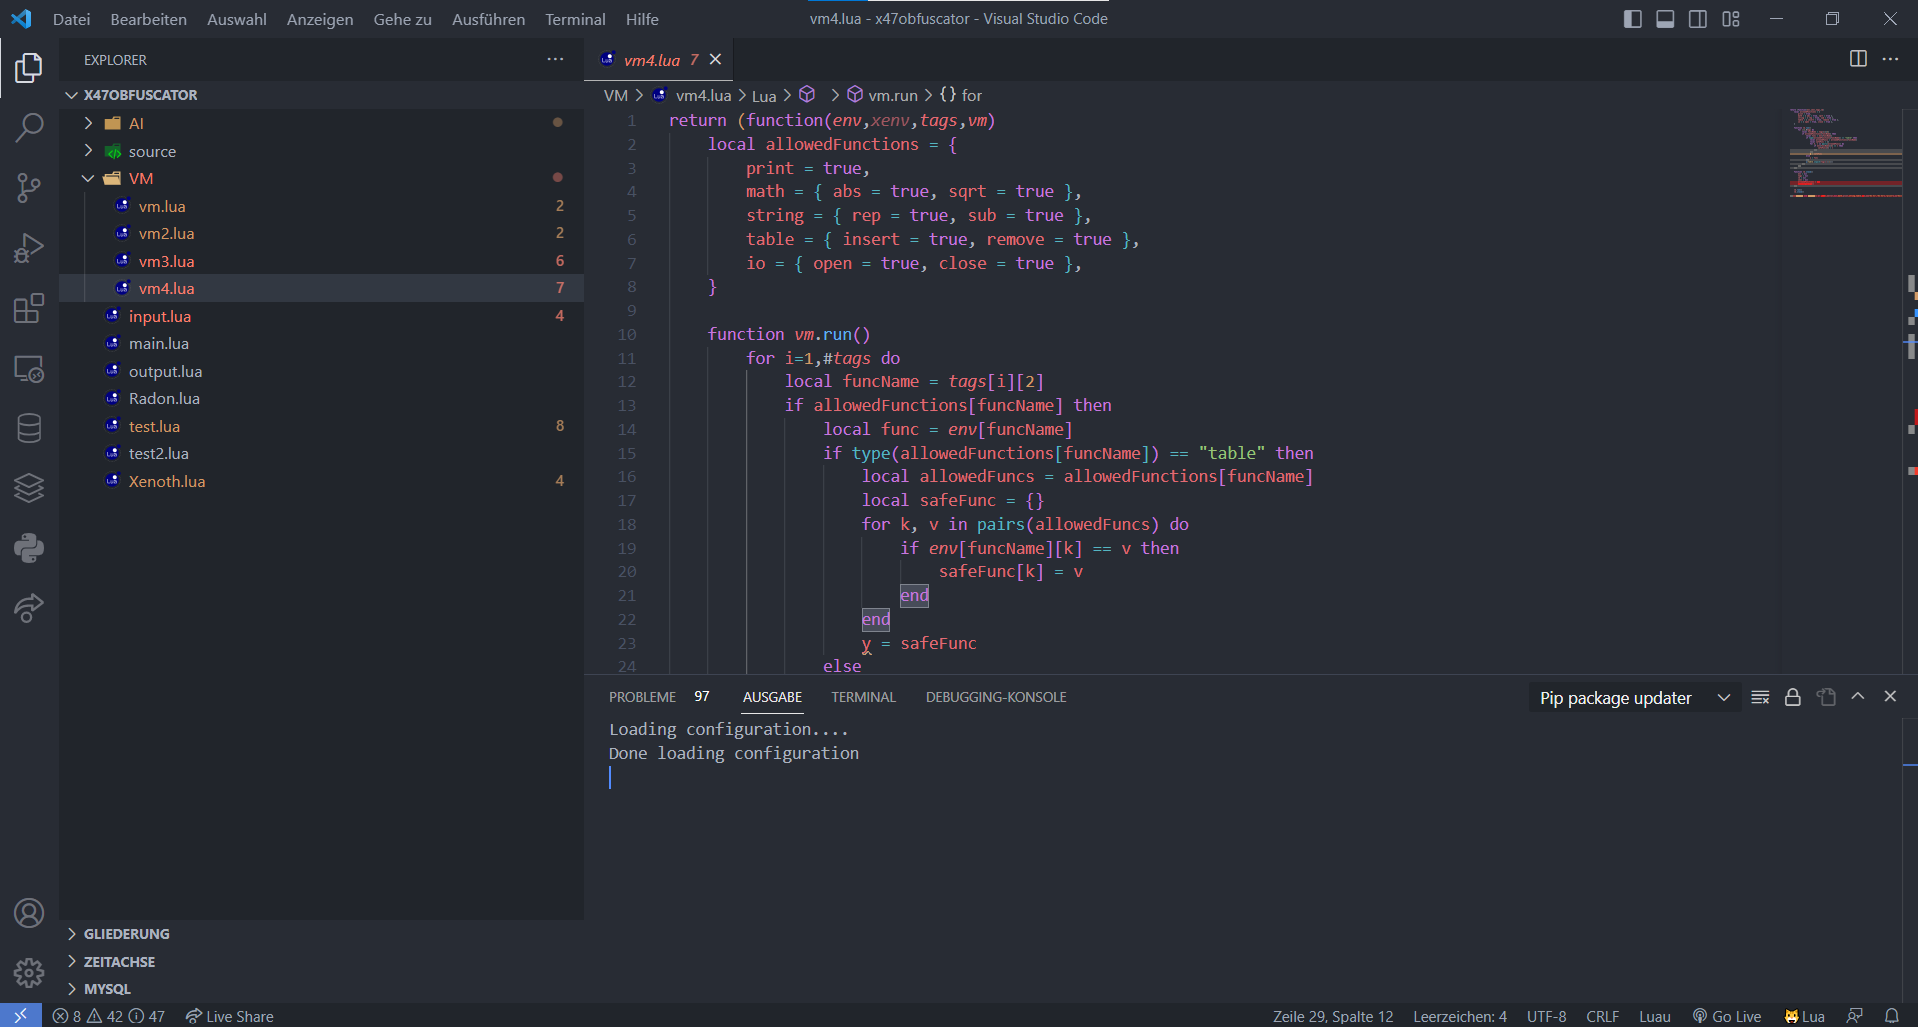 Datei Bearbeiten Auswahl Anzeigen Gehe zu Ausführen Terminal Hilfe
vm4.lua - x47obfuscator - Visual Studio Code
EXPLORER
X47OBFUSCATOR
AI
source
VM
vm.lua 2
vm2.lua 2
vm3.lua 6
vm4.lua 7
input.lua 4
main.lua
output.lua
Radon.lua
test.lua 8
test2.lua
Xenoth.lua 4
GLIEDERUNG
ZEITACHSE
MYSQL
vm4.lua 7
VM > vm4.lua > Lua > > vm.run > {} for
1 return (function(env,xenv,tags,vm)
2 local allowedFunctions = {
3 print = true,
4 math = { abs = true, sqrt = true },
5 string = { rep = true, sub = true },
6 table = { insert = true, remove = true },
7 io = { open = true, close = true },
8 }
9
10 function vm.run()
11 for i=1,#tags do
12 local funcName = tags[i][2]
13 if allowedFunctions[funcName] then
14 local func = env[funcName]
15 if type(allowedFunctions[funcName]) == "table" then
16 local allowedFuncs = allowedFunctions[funcName]
17 local safeFunc = {}
18 for k, v in pairs(allowedFuncs) do
19 if env[funcName][k] == v then
20 safeFunc[k] = v
21 end
22 end
23 y = safeFunc
24 else
PROBLEME 97 AUSGABE TERMINAL DEBUGGING-KONSOLE
Pip package updater
Loading configuration....
Done loading configuration
8 42 47 Live Share
Zeile 29, Spalte 12 Leerzeichen: 4 UTF-8 CRLF Luau Go Live Lua